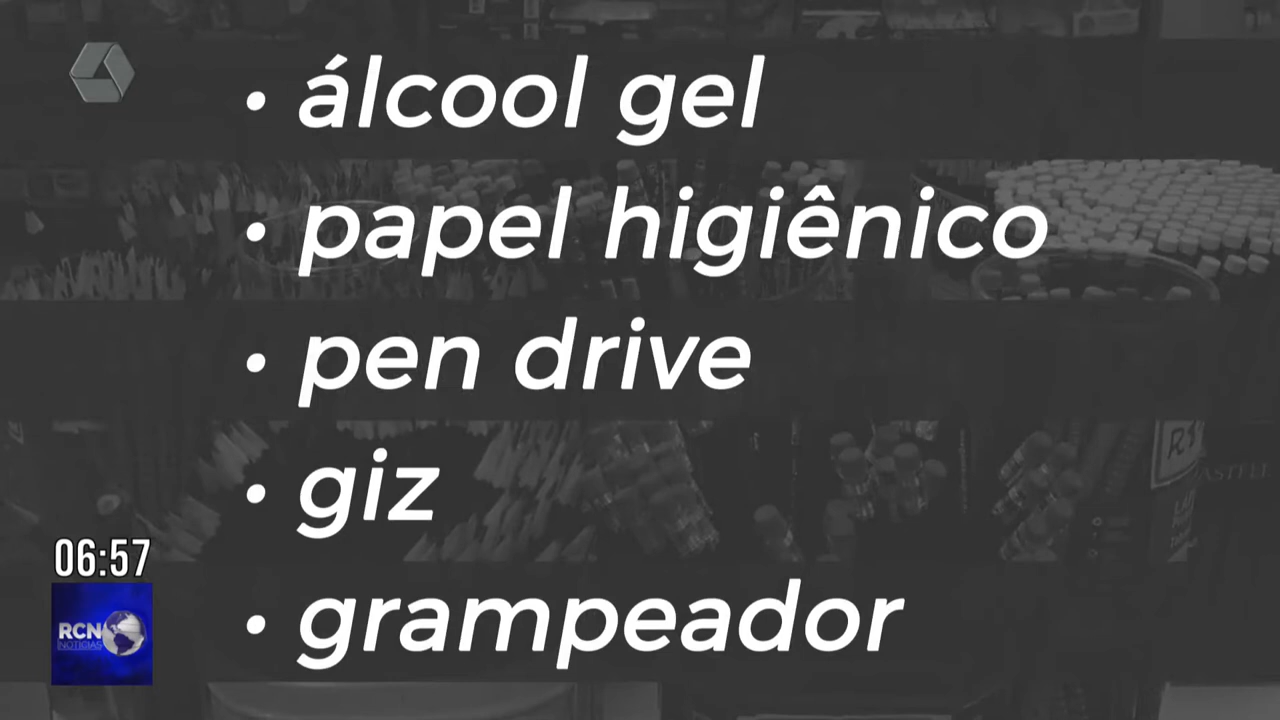 • álcool gel
• papel higiênico
• pen drive
• giz
• grampeador
06:57
RCN
NOTÍCIAS